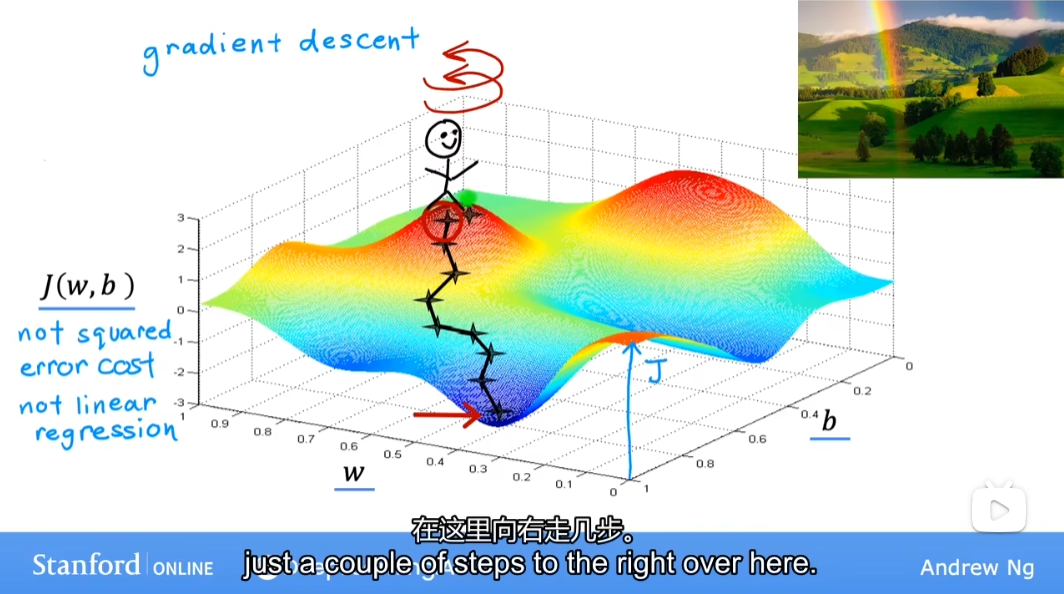 gradient descent
J(w, b)
not squared
error cost
not linear
regression
3
2
1
0
-1
-2
-3
1
0.9
0.8
0.7
0.6
0.5
0.4
0.3
0.2
0.1
0
w
1
0.8
0.6
0.4
0.2
0
b
J
在这里向右走几步。
just a couple of steps to the right over here.
Stanford ONLINE
Andrew Ng